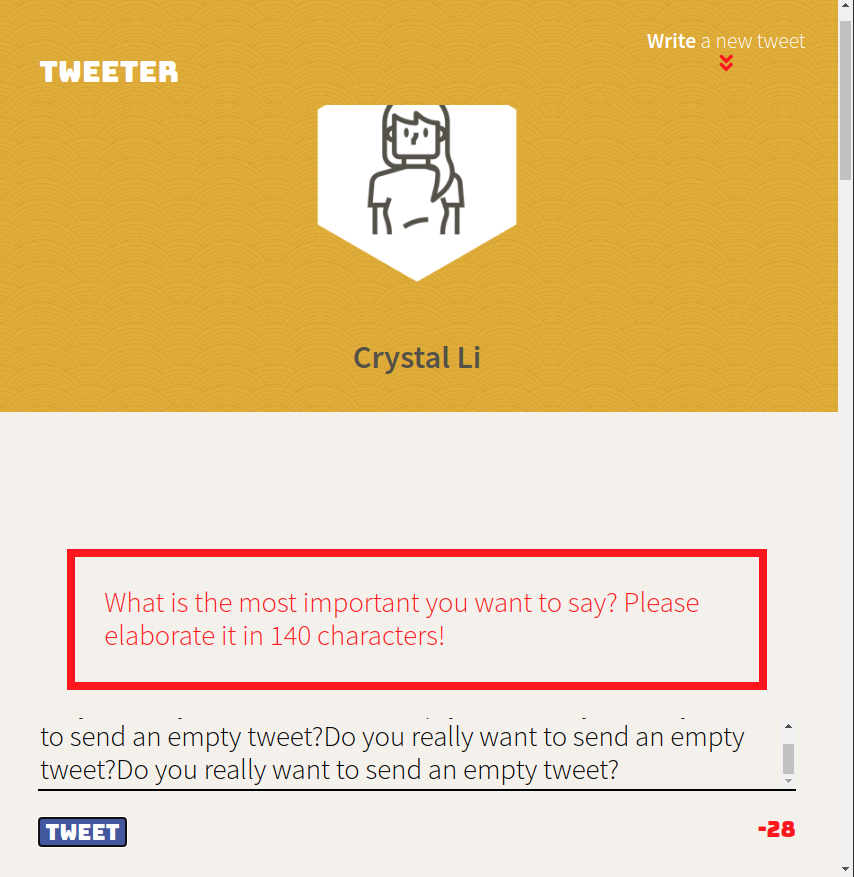 Write a new tweet
TWEETER
Crystal Li
What is the most important you want to say? Please
elaborate it in 140 characters!
to send an empty tweet?Do you really want to send an empty
tweet?Do you really want to send an empty tweet?
TWEET
-28